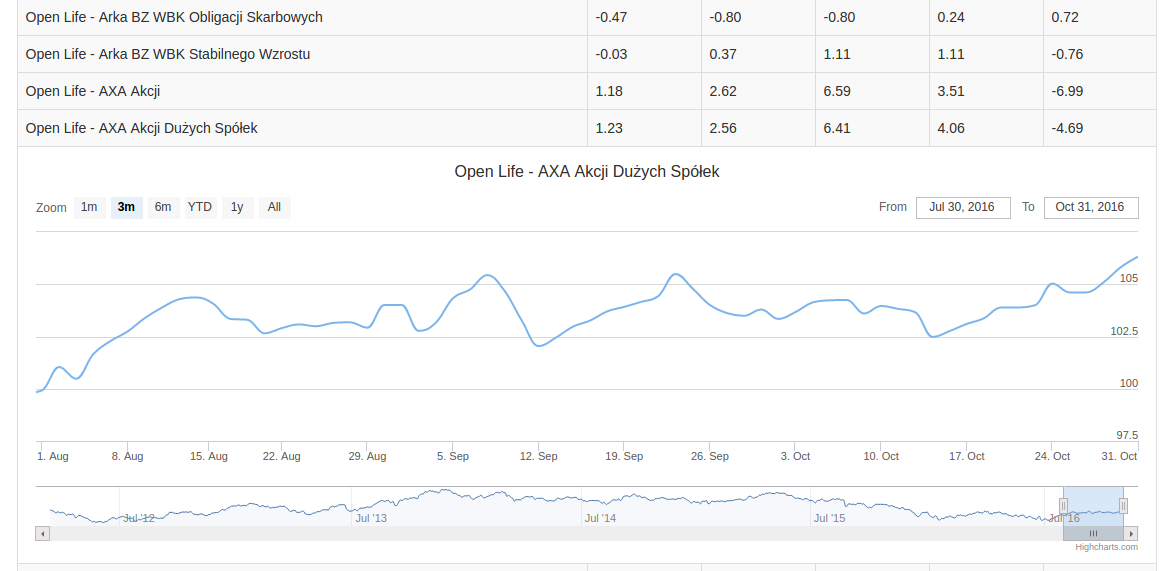 Open Life - Arka BZ WBK Obligacji Skarbowych -0.47 -0.80 -0.80 0.24 0.72
Open Life - Arka BZ WBK Stabilnego Wzrostu -0.03 0.37 1.11 1.11 -0.76
Open Life - AXA Akcji 1.18 2.62 6.59 3.51 -6.99
Open Life - AXA Akcji Dużych Spółek 1.23 2.56 6.41 4.06 -4.69
Open Life - AXA Akcji Dużych Spółek
Zoom 1m 3m 6m YTD 1y All From Jul 30, 2016 To Oct 31, 2016
105
102.5
100
97.5
1. Aug 8. Aug 15. Aug 22. Aug 29. Aug 5. Sep 12. Sep 19. Sep 26. Sep 3. Oct 10. Oct 17. Oct 24. Oct 31. Oct
Jul '12 Jul '13 Jul '14 Jul '15 Jul '16
Highcharts.com